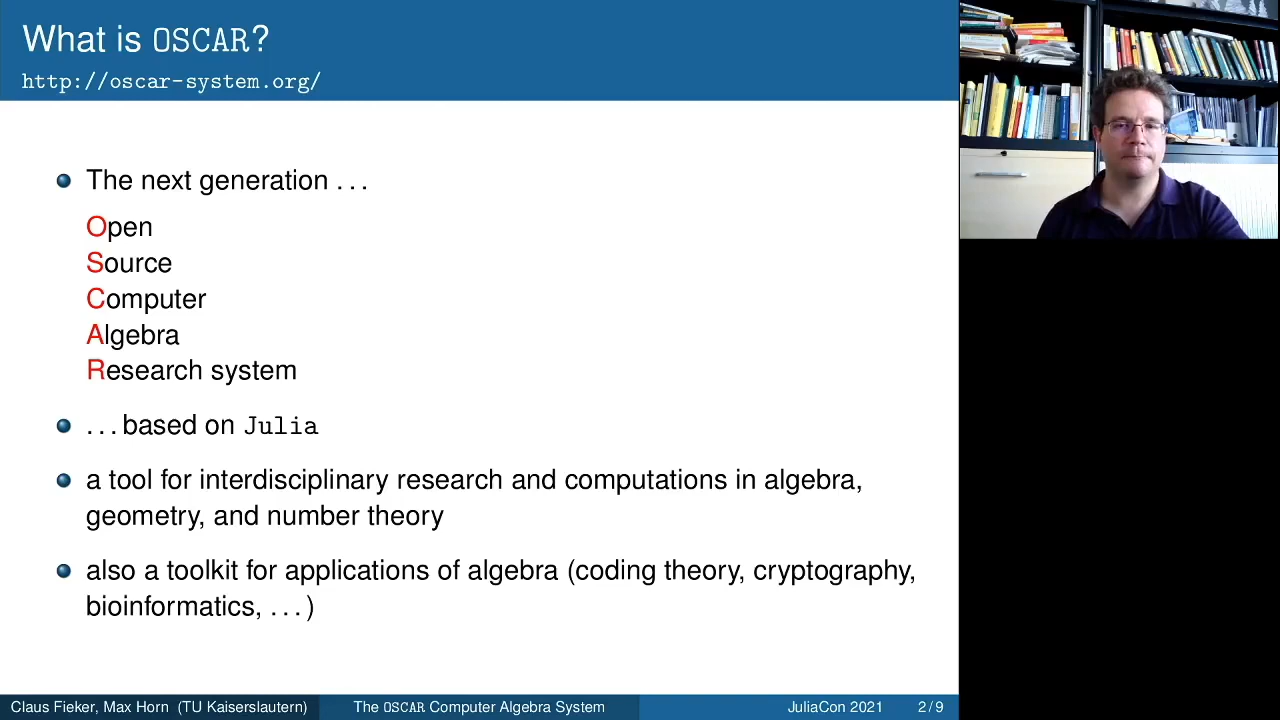 What is OSCAR?
http://oscar-system.org/
The next generation ...
Open
Source
Computer
Algebra
Research system
... based on Julia
a tool for interdisciplinary research and computations in algebra,
geometry, and number theory
also a toolkit for applications of algebra (coding theory, cryptography,
bioinformatics, ...)
Claus Fieker, Max Horn (TU Kaiserslautern)
The OSCAR Computer Algebra System
JuliaCon 2021
2/9